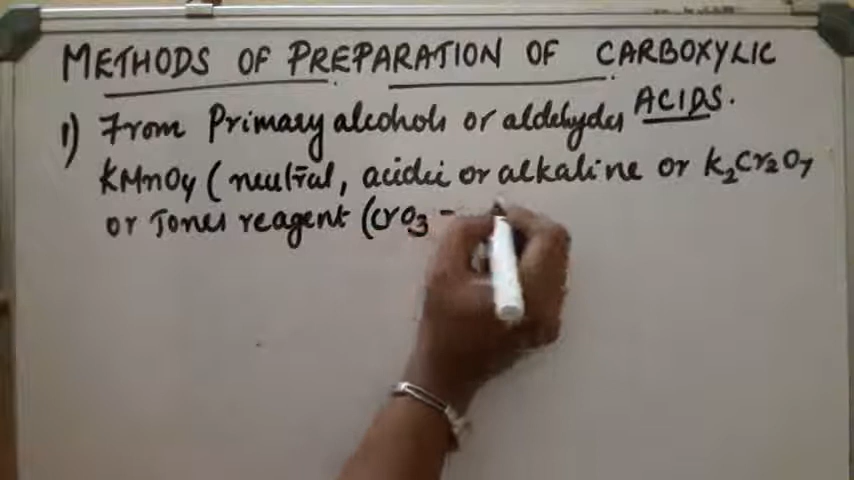 METHODS OF PREPARATION OF CARBOXYLIC
ACIDS.
1) From Primary alcohols or aldehydes
KMnO4 (neutral, acidic or alkaline or K2Cr2O7
or Jones reagent (CrO3 -